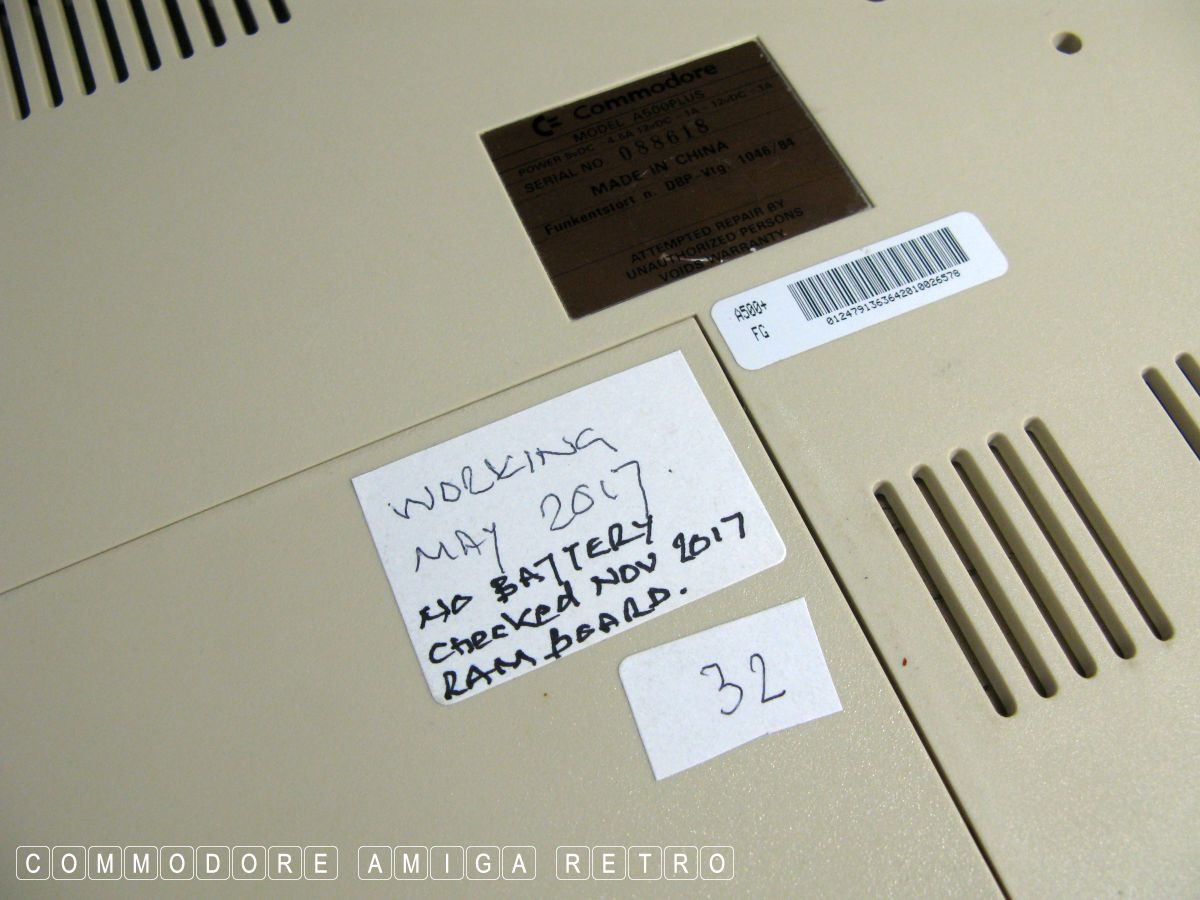 Commodore
MODEL A500PLUS
POWER 5vDC 4.5A 12vDC 1A 12vDC .1A
SERIAL NO 088618
MADE IN CHINA
Funkentstört n. DBP-Vfg. 1046/84
ATTEMPTED REPAIR BY
UNAUTHORIZED PERSONS
VOIDS WARRANTY
A500+
FG
0124791363642010026578
WORKING
MAY 2017.
NO BATTERY
checked NOV 2017
RAM BOARD.
32
COMMODORE AMIGA RETRO